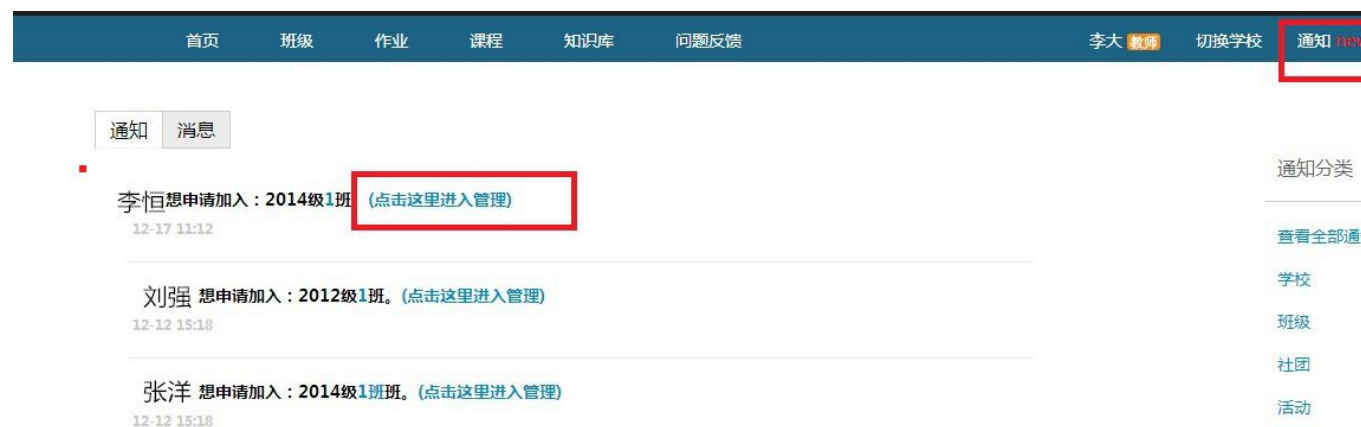 首页 班级 作业 课程 知识库 问题反馈 李大 教师 切换学校 通知 new
通知 消息
通知分类
李恒想申请加入：2014级1班 (点击这里进入管理)
12-17 11:12
查看全部通
学校
刘强 想申请加入：2012级1班。(点击这里进入管理)
12-12 15:18
班级
社团
张洋 想申请加入：2014级1班班。(点击这里进入管理)
12-12 15:18
活动